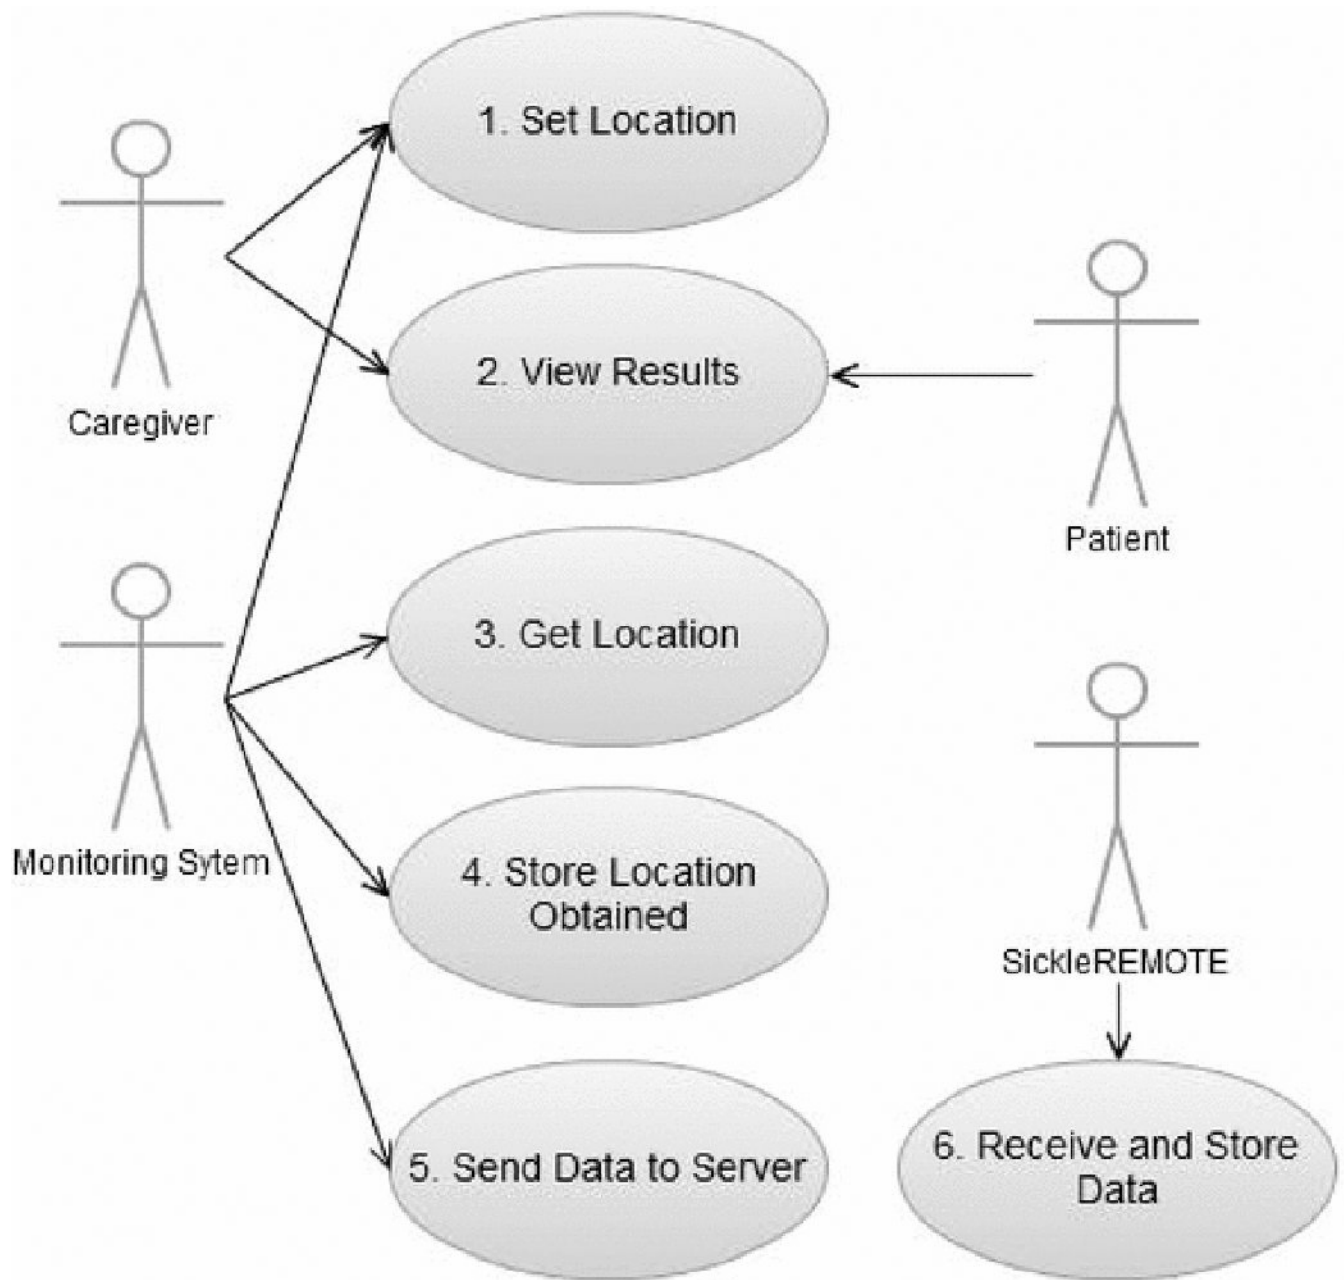 1. Set Location
Caregiver
2. View Results
Patient
3. Get Location
Monitoring Sytem
4. Store Location
Obtained
SickleREMOTE
5. Send Data to Server
6. Receive and Store
Data